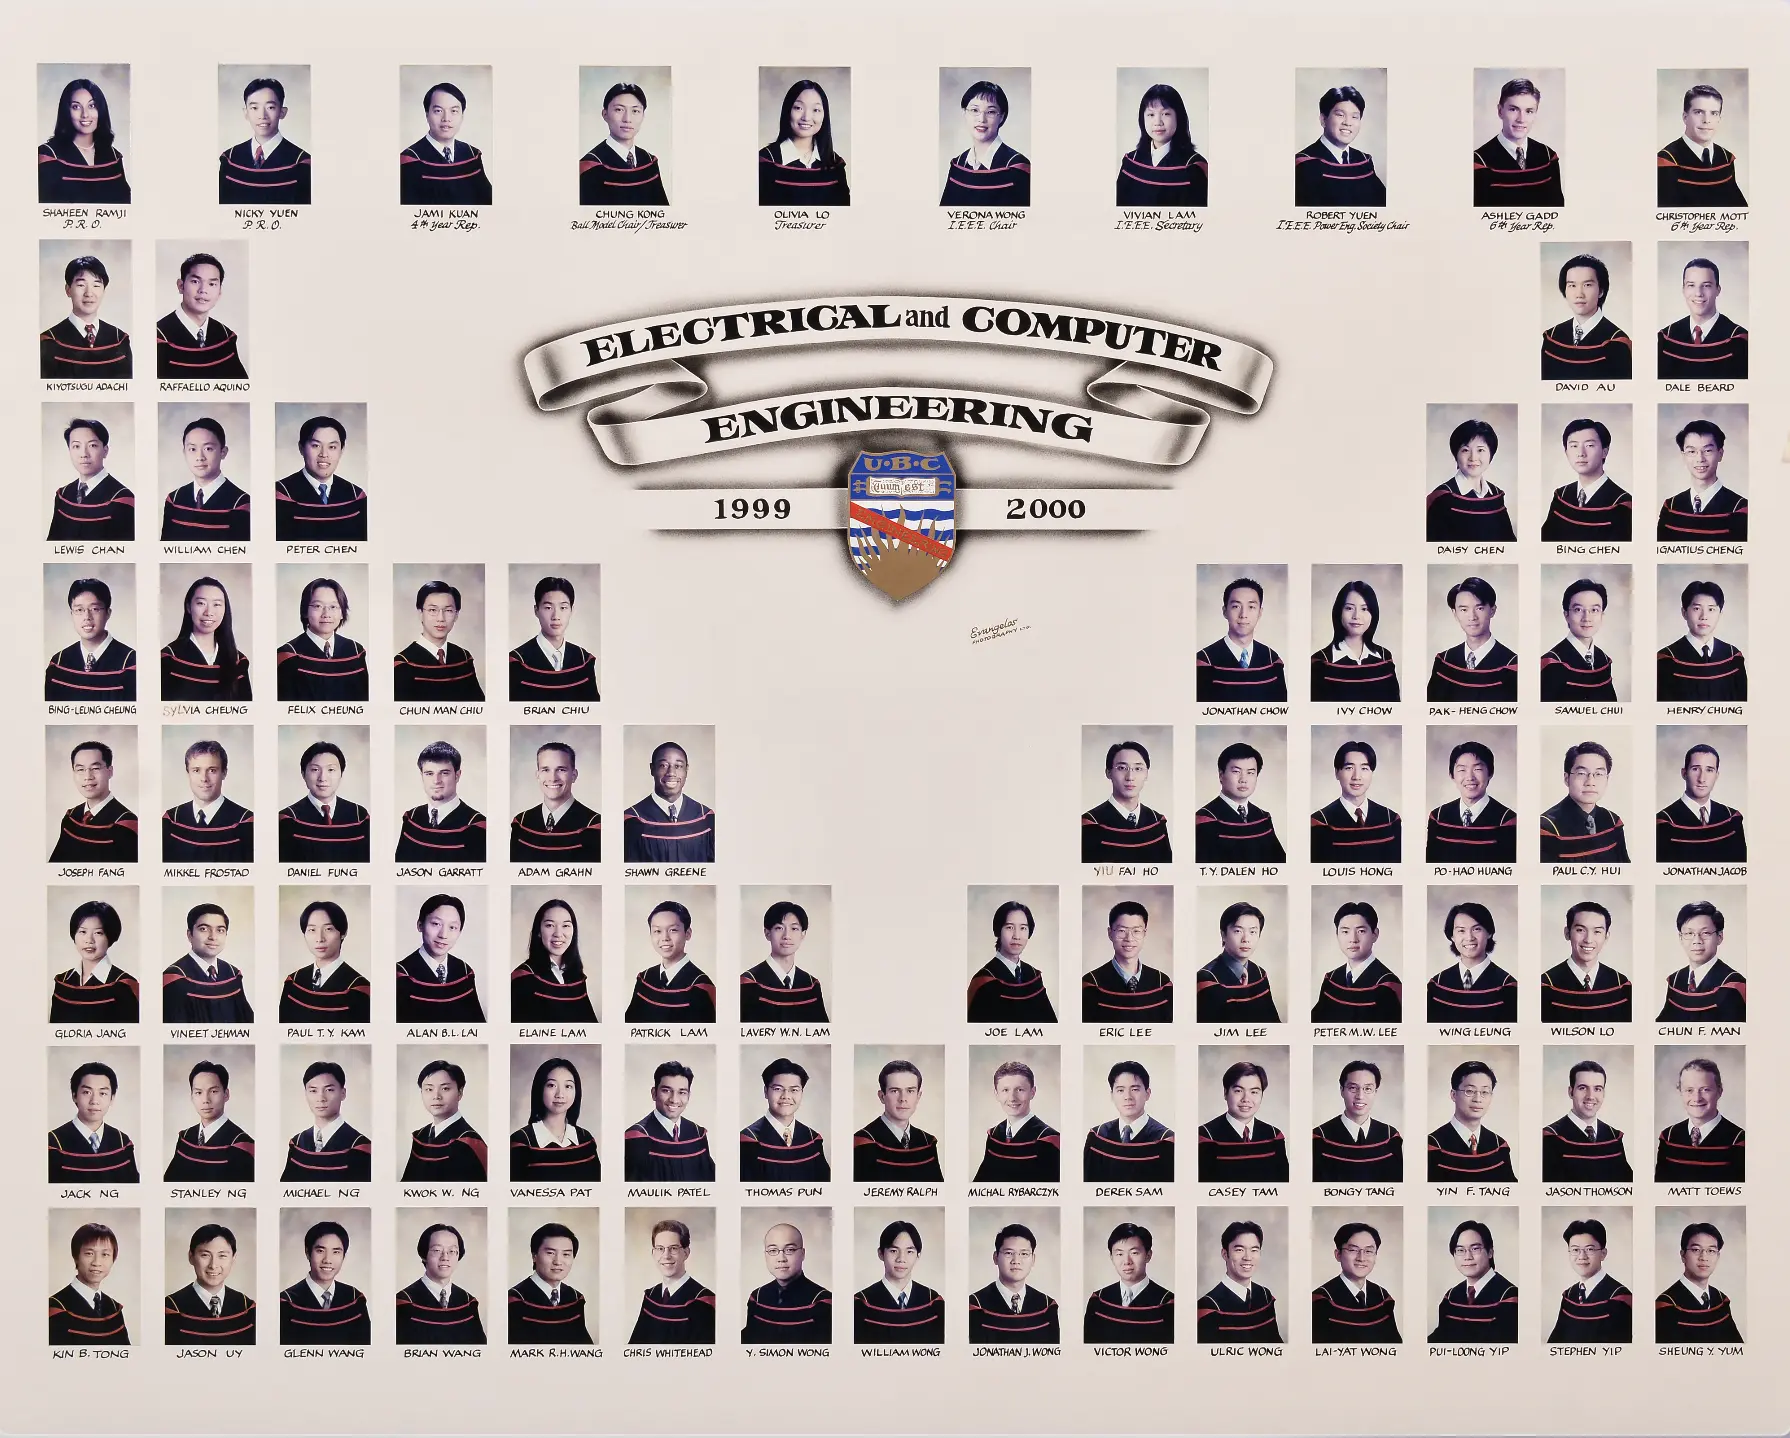 SHAHEEN RAMJI
P.R.O.
NICKY YUEN
P.R.O.
JAMI KUAN
4th Year Rep.
CHUNG KONG
Ball Model Chair/Treasurer
OLIVIA LO
Treasurer
VERONA WONG
I.E.E.E. Chair
VIVIAN LAM
I.E.E.E. Secretary
ROBERT YUEN
I.E.E.E. Power Eng. Society Chair
ASHLEY GADD
6th Year Rep.
CHRISTOPHER MOTT
6th Year Rep.
KIYOTSUGU ADACHI
RAFFAELLO AQUINO
DAVID AU
DALE BEARD
ELECTRICAL and COMPUTER
ENGINEERING
U·B·C
Tuum est
1999
2000
LEWIS CHAN
WILLIAM CHEN
PETER CHEN
DAISY CHEN
BING CHEN
IGNATIUS CHENG
Evangelos
PHOTOGRAPHY LTD.
BING-LEUNG CHEUNG
SYLVIA CHEUNG
FELIX CHEUNG
CHUN MAN CHIU
BRIAN CHIU
JONATHAN CHOW
IVY CHOW
PAK-HENG CHOW
SAMUEL CHUI
HENRY CHUNG
JOSEPH FANG
MIKKEL FROSTAD
DANIEL FUNG
JASON GARRATT
ADAM GRAHN
SHAWN GREENE
YIU FAI HO
T.Y. DALEN HO
LOUIS HONG
PO-HAO HUANG
PAUL C.Y. HUI
JONATHAN JACOB
GLORIA JANG
VINEET JEHMAN
PAUL T.Y. KAM
ALAN B.L. LAI
ELAINE LAM
PATRICK LAM
LAVERY W.N. LAM
JOE LAM
ERIC LEE
JIM LEE
PETER M.W. LEE
WING LEUNG
WILSON LO
CHUN F. MAN
JACK NG
STANLEY NG
MICHAEL NG
KWOK W. NG
VANESSA PAT
MAULIK PATEL
THOMAS PUN
JEREMY RALPH
MICHAL RYBARCZYK
DEREK SAM
CASEY TAM
BONGY TANG
YIN F. TANG
JASON THOMSON
MATT TOEWS
KIN B. TONG
JASON UY
GLENN WANG
BRIAN WANG
MARK R.H. WANG
CHRIS WHITEHEAD
Y. SIMON WONG
WILLIAM WONG
JONATHAN J. WONG
VICTOR WONG
ULRIC WONG
LAI-YAT WONG
PUI-LOONG YIP
STEPHEN YIP
SHEUNG Y. YUM